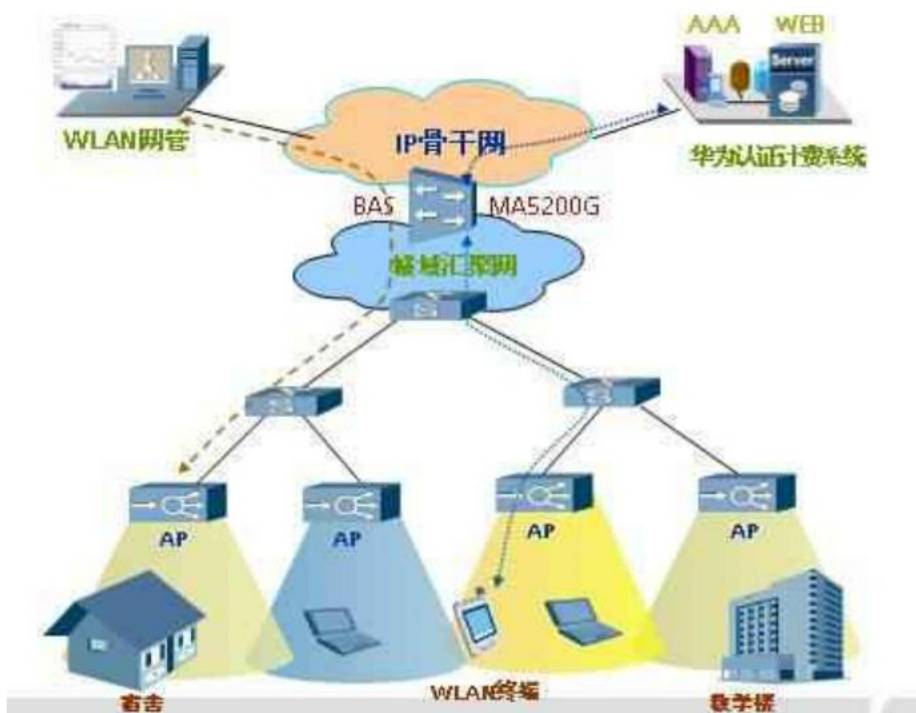 AAA WEB
Server
WLAN网管
IP骨干网
华为认证计费系统
BAS MA5200G
城域汇聚网
AP AP AP AP
宿舍
WLAN终端
教学楼